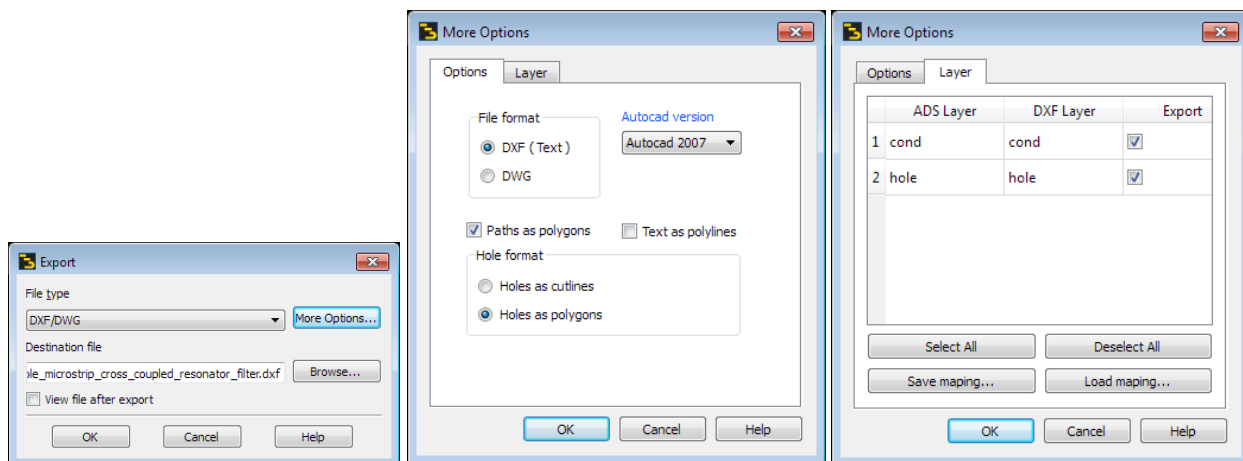 Export
File type
DXF/DWG
More Options...
Destination file
ole_microstrip_cross_coupled_resonator_filter.dxf
Browse...
View file after export
OK
Cancel
Help
More Options
Options
Layer
File format
Autocad version
DXF ( Text )
Autocad 2007
DWG
Paths as polygons
Text as polylines
Hole format
Holes as cutlines
Holes as polygons
OK
Cancel
Help
More Options
Options
Layer
ADS Layer DXF Layer Export
1 cond cond
2 hole hole
Select All
Deselect All
Save maping...
Load maping...
OK
Cancel
Help